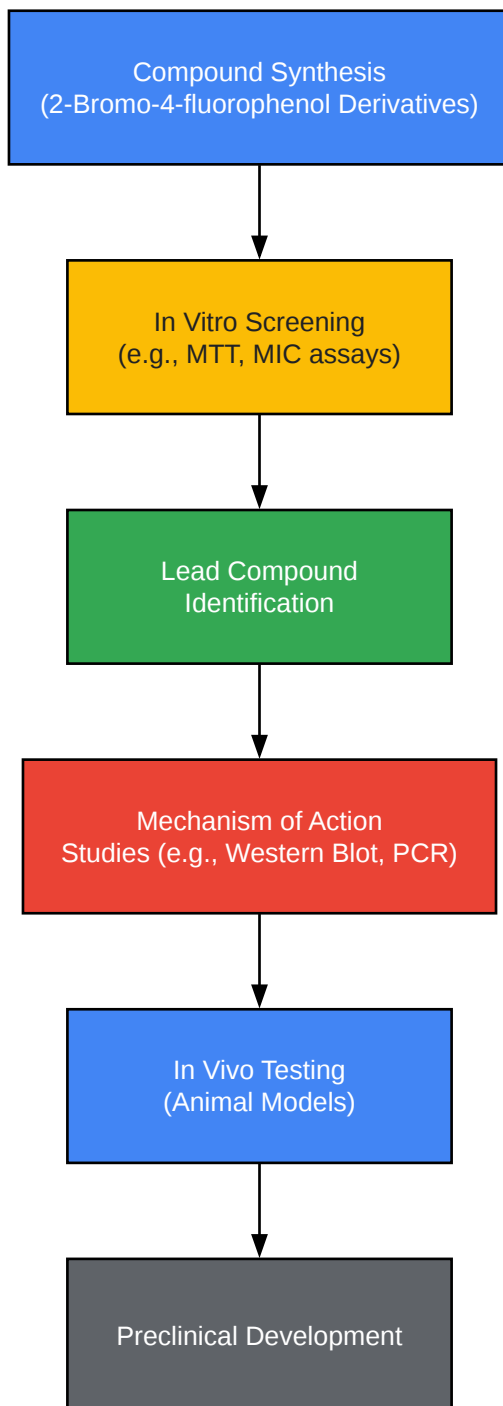 Compound Synthesis
(2-Bromo-4-fluorophenol Derivatives)
In Vitro Screening
(e.g., MTT, MIC assays)
Lead Compound
Identification
Mechanism of Action
Studies (e.g., Western Blot, PCR)
In Vivo Testing
(Animal Models)
Preclinical Development